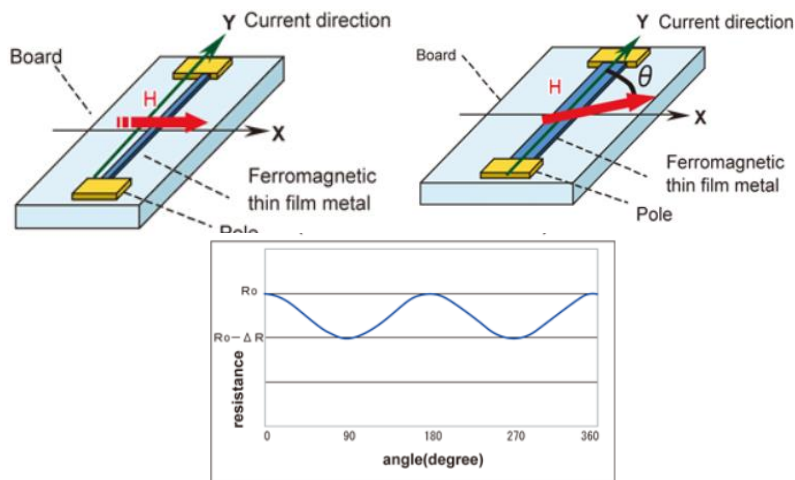 Y Current direction
Board
H
X
Ferromagnetic
thin film metal
Pole
Y Current direction
Board
H
θ
X
Ferromagnetic
thin film metal
Pole
Ro
Ro－ΔR
resistance
0 90 180 270 360
angle(degree)